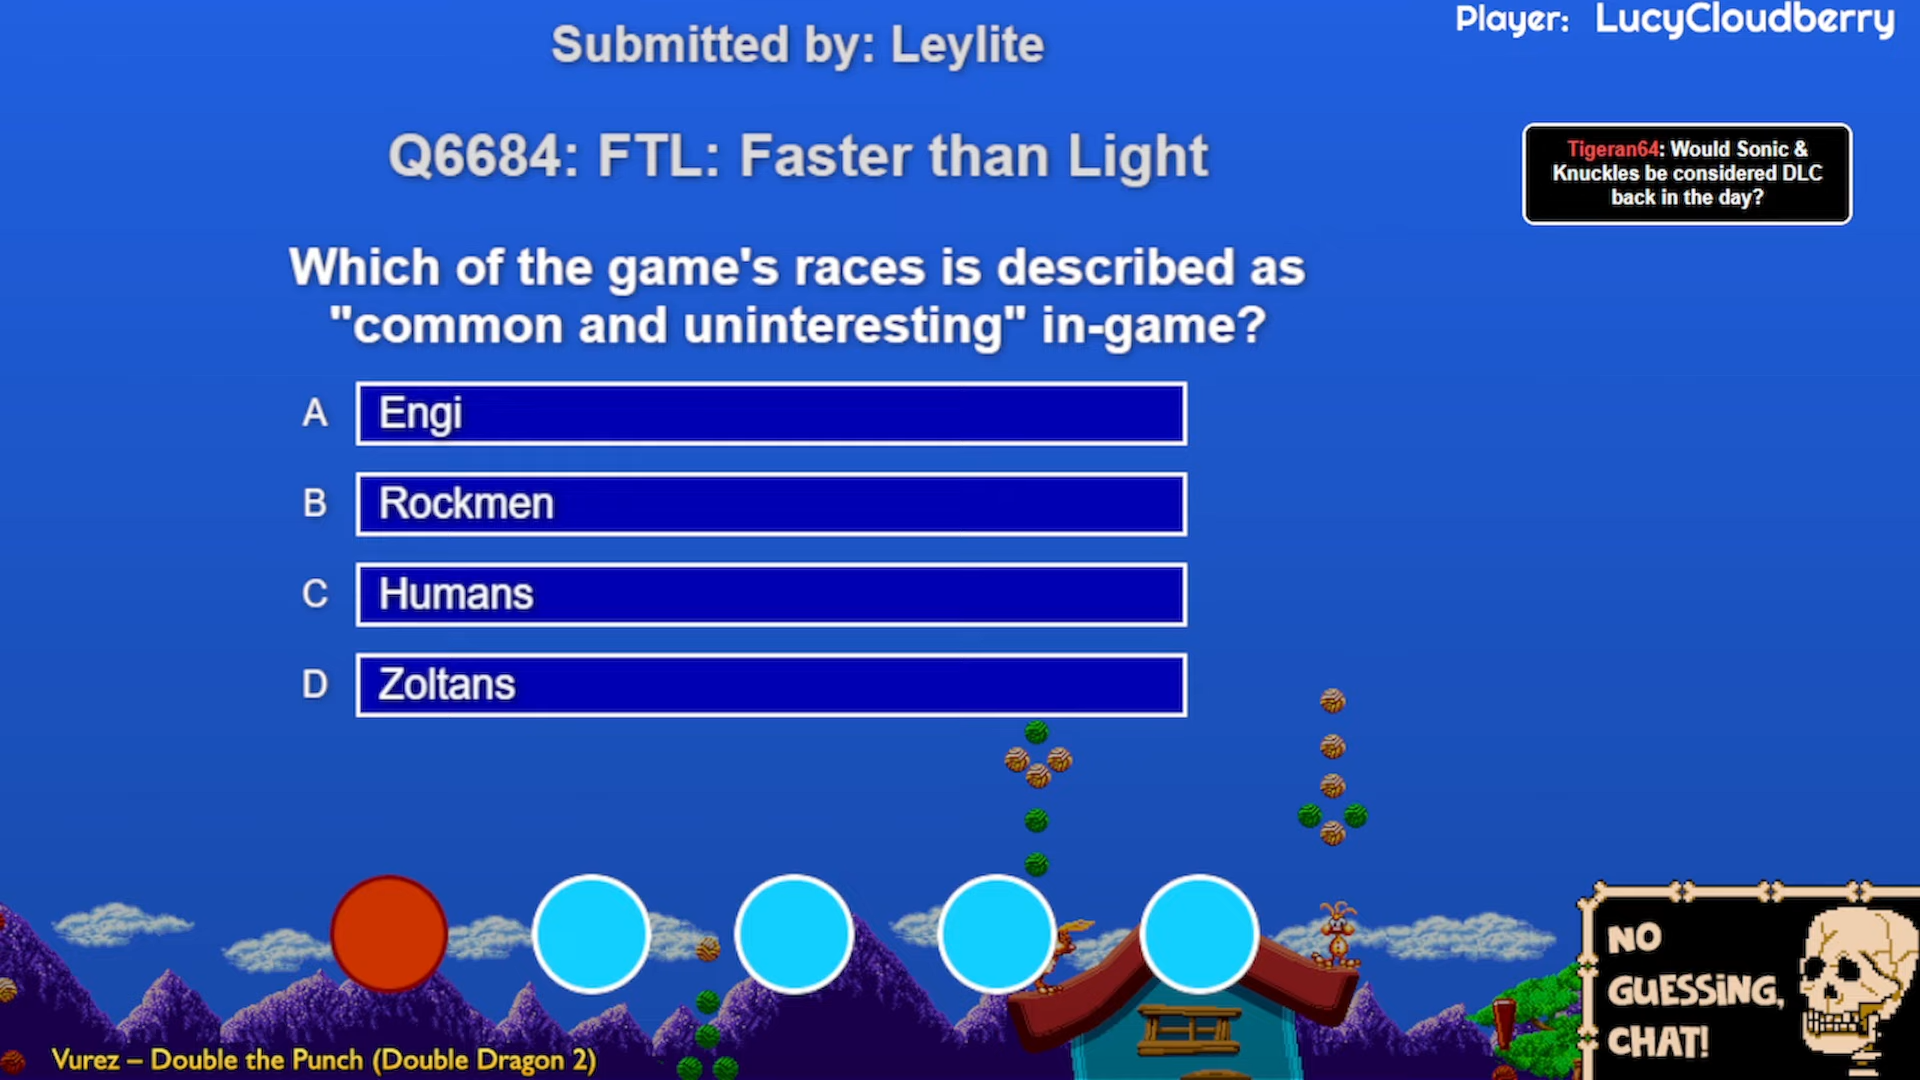 Submitted by: Leylite
Player: LucyCloudberry
Q6684: FTL: Faster than Light
Tigeran64: Would Sonic &
Knuckles be considered DLC
back in the day?
Which of the game's races is described as
"common and uninteresting" in-game?
A Engi
B Rockmen
C Humans
D Zoltans
NO
GUESSING,
CHAT!
Vurez – Double the Punch (Double Dragon 2)